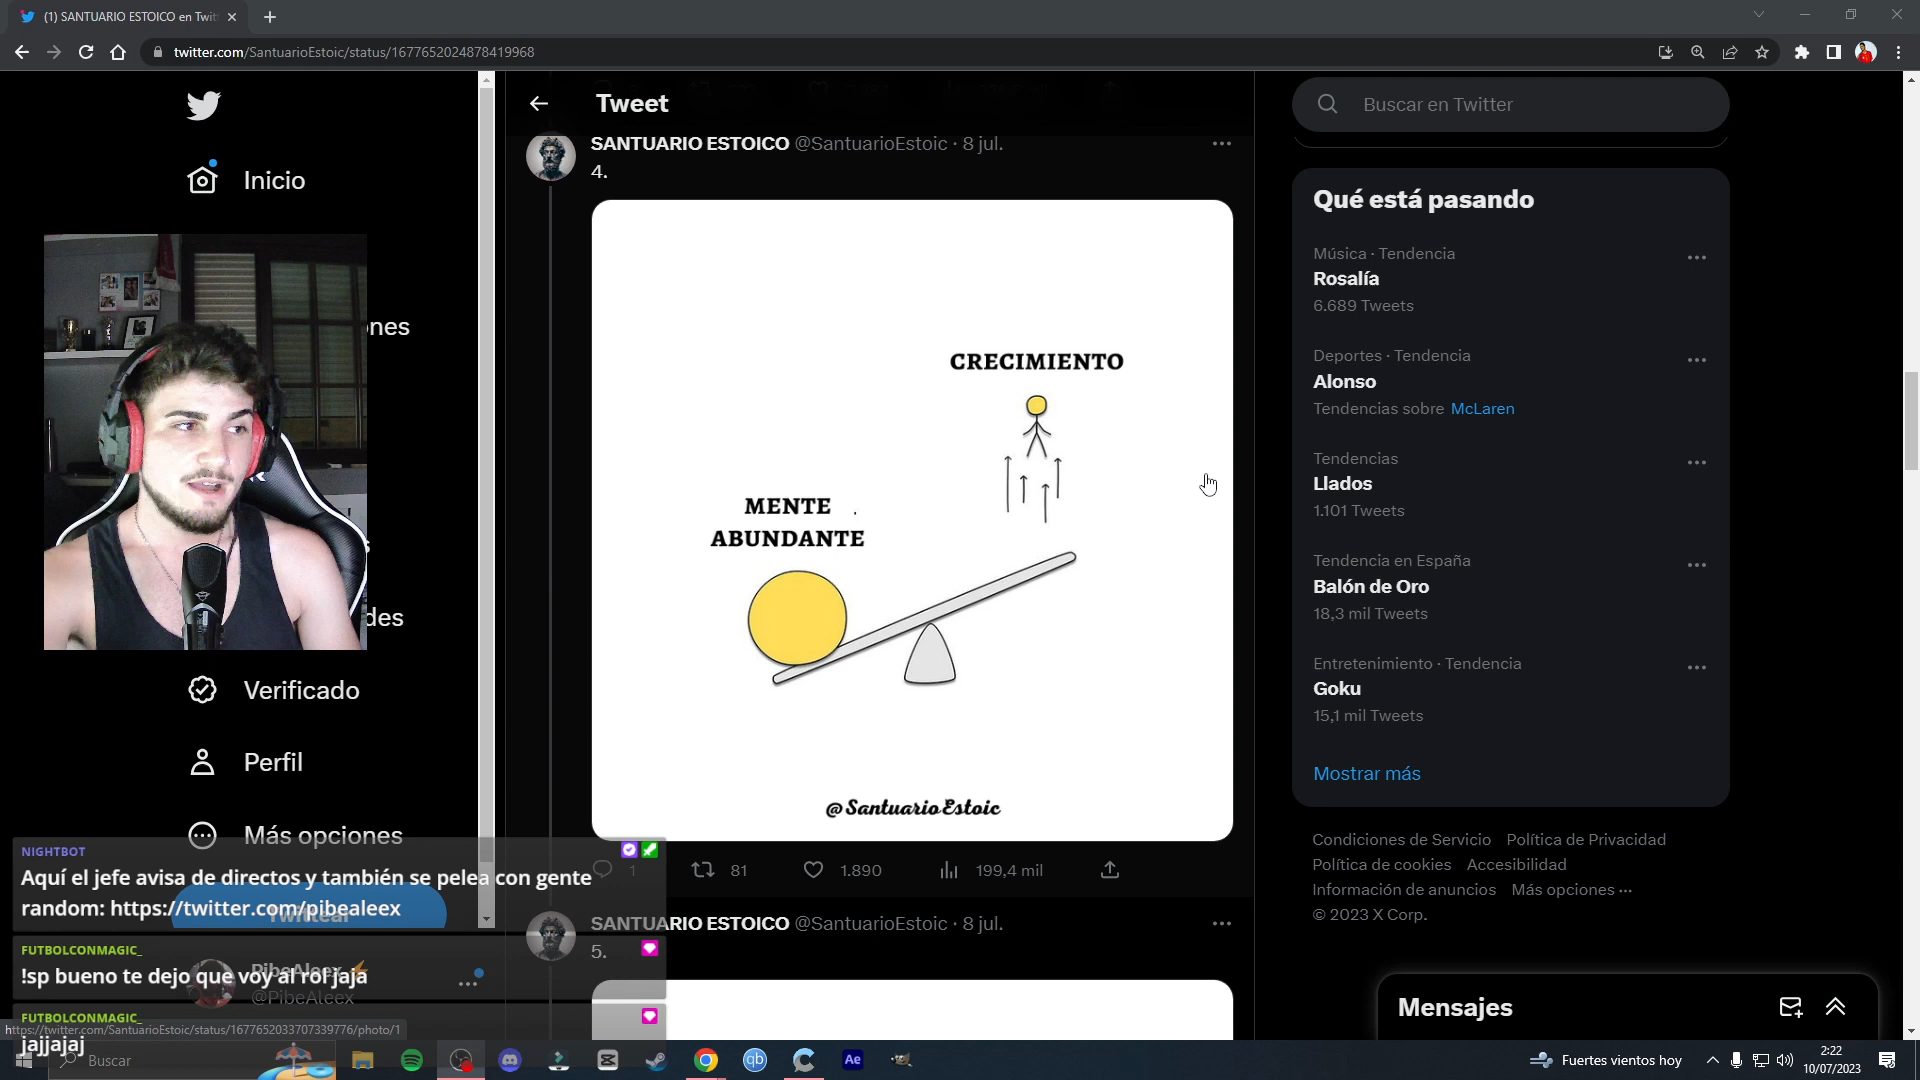 (1) SANTUARIO ESTOICO en Twit
twitter.com/SantuarioEstoic/status/1677652024878419968
Tweet
Inicio
nes
des
Verificado
Perfil
Más opciones
Twittear
PibeAleex ⚡
@PibeAleex
SANTUARIO ESTOICO @SantuarioEstoic · 8 jul.
4.
CRECIMIENTO
MENTE
ABUNDANTE
@SantuarioEstoic
1 81 1.890 199,4 mil
SANTUARIO ESTOICO @SantuarioEstoic · 8 jul.
5.
Buscar en Twitter
Qué está pasando
Música · Tendencia
Rosalía
6.689 Tweets
Deportes · Tendencia
Alonso
Tendencias sobre McLaren
Tendencias
Llados
1.101 Tweets
Tendencia en España
Balón de Oro
18,3 mil Tweets
Entretenimiento · Tendencia
Goku
15,1 mil Tweets
Mostrar más
Condiciones de Servicio Política de Privacidad
Política de cookies Accesibilidad
Información de anuncios Más opciones ···
© 2023 X Corp.
Mensajes
NIGHTBOT
Aquí el jefe avisa de directos y también se pelea con gente
random: https://twitter.com/pibealeex
FUTBOLCONMAGIC_
!sp bueno te dejo que voy al rol jaja
FUTBOLCONMAGIC_
jajjajaj
https://twitter.com/SantuarioEstoic/status/1677652033707339776/photo/1
Buscar
Ae
Fuertes vientos hoy
2:22
10/07/2023